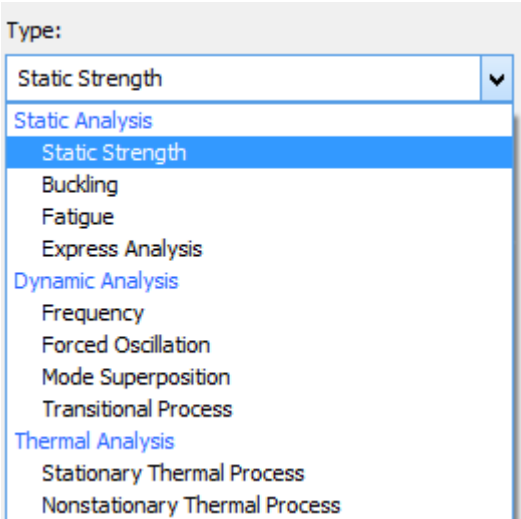 Type:
Static Strength
Static Analysis
Static Strength
Buckling
Fatigue
Express Analysis
Dynamic Analysis
Frequency
Forced Oscillation
Mode Superposition
Transitional Process
Thermal Analysis
Stationary Thermal Process
Nonstationary Thermal Process